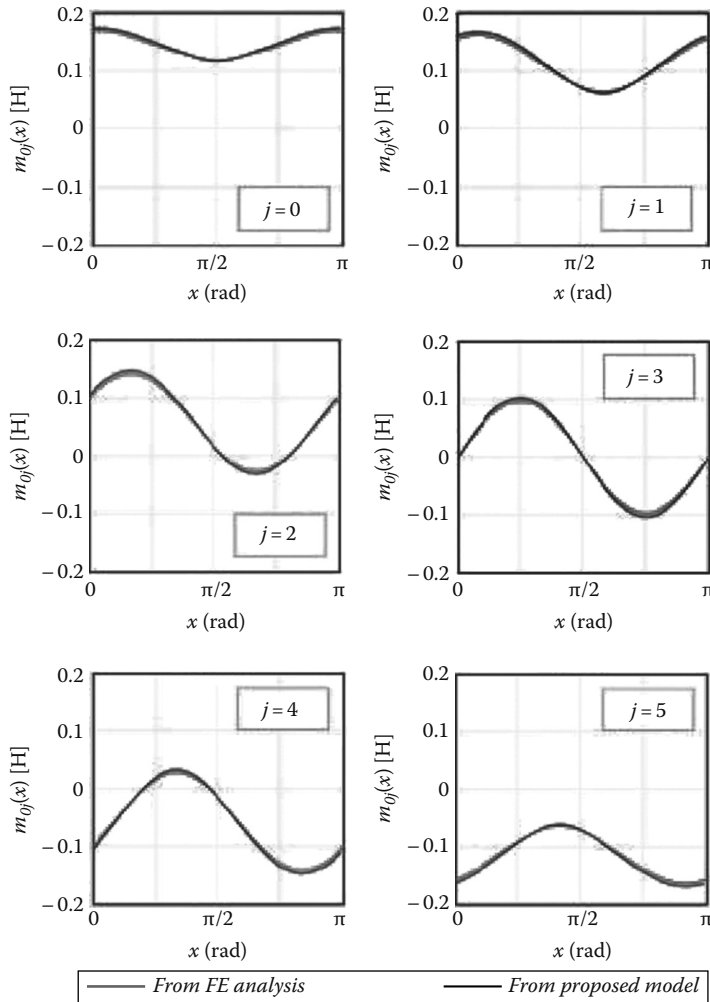 0.2
0.1
0
– 0.1
– 0.2
m0j(x) [H]
j = 0
0
π/2
π
x (rad)
0.2
0.1
0
– 0.1
– 0.2
m0j(x) [H]
j = 1
0
π/2
π
x (rad)
0.2
0.1
0
– 0.1
– 0.2
m0j(x) [H]
j = 2
0
π/2
π
x (rad)
0.2
0.1
0
– 0.1
– 0.2
m0j(x) [H]
j = 3
0
π/2
π
x (rad)
0.2
0.1
0
– 0.1
– 0.2
m0j(x) [H]
j = 4
0
π/2
π
x (rad)
0.2
0.1
0
– 0.1
– 0.2
m0j(x) [H]
j = 5
0
π/2
π
x (rad)
From FE analysis
From proposed model